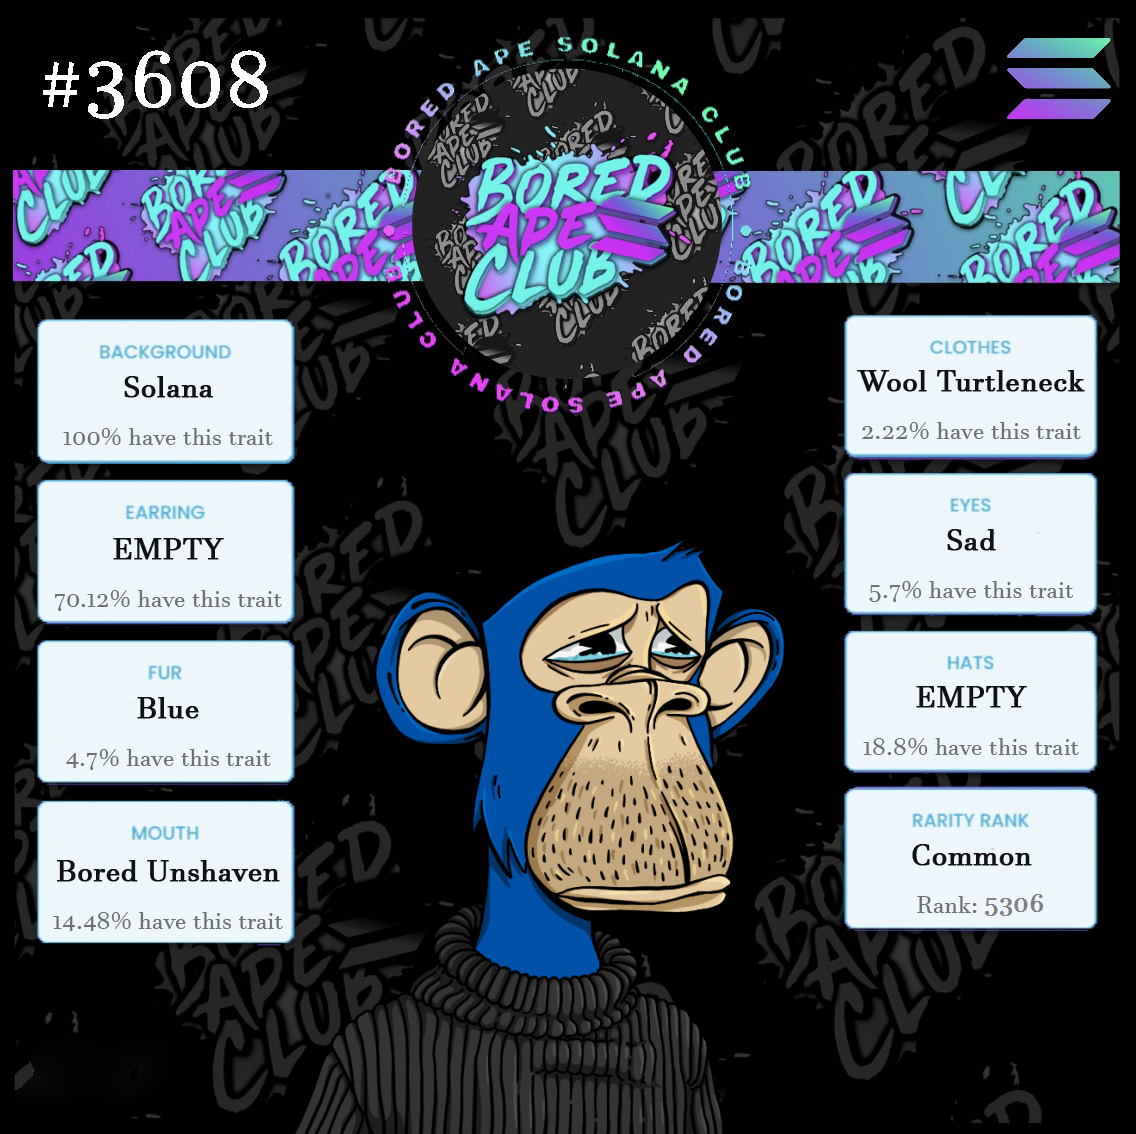 #3608
BORED APE SOLANA CLUB
BORED
APE
CLUB
BORED APE SOLANA CLUB
BACKGROUND
Solana
100% have this trait
EARRING
EMPTY
70.12% have this trait
FUR
Blue
4.7% have this trait
MOUTH
Bored Unshaven
14.48% have this trait
CLOTHES
Wool Turtleneck
2.22% have this trait
EYES
Sad
5.7% have this trait
HATS
EMPTY
18.8% have this trait
RARITY RANK
Common
Rank: 5306